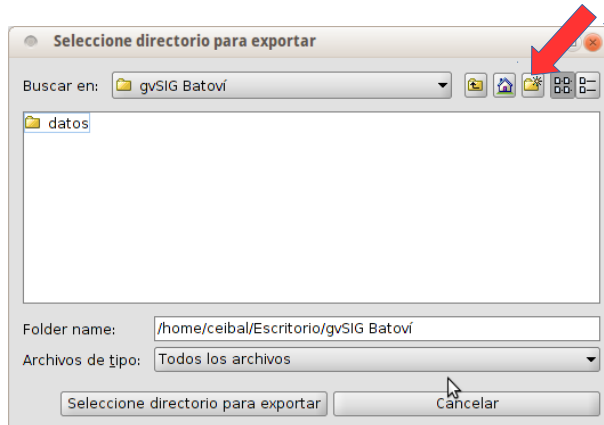 Seleccione directorio para exportar
Buscar en: gvSIG Batoví
datos
Folder name: /home/ceibal/Escritorio/gvSIG Batoví
Archivos de tipo: Todos los archivos
Seleccione directorio para exportar Cancelar